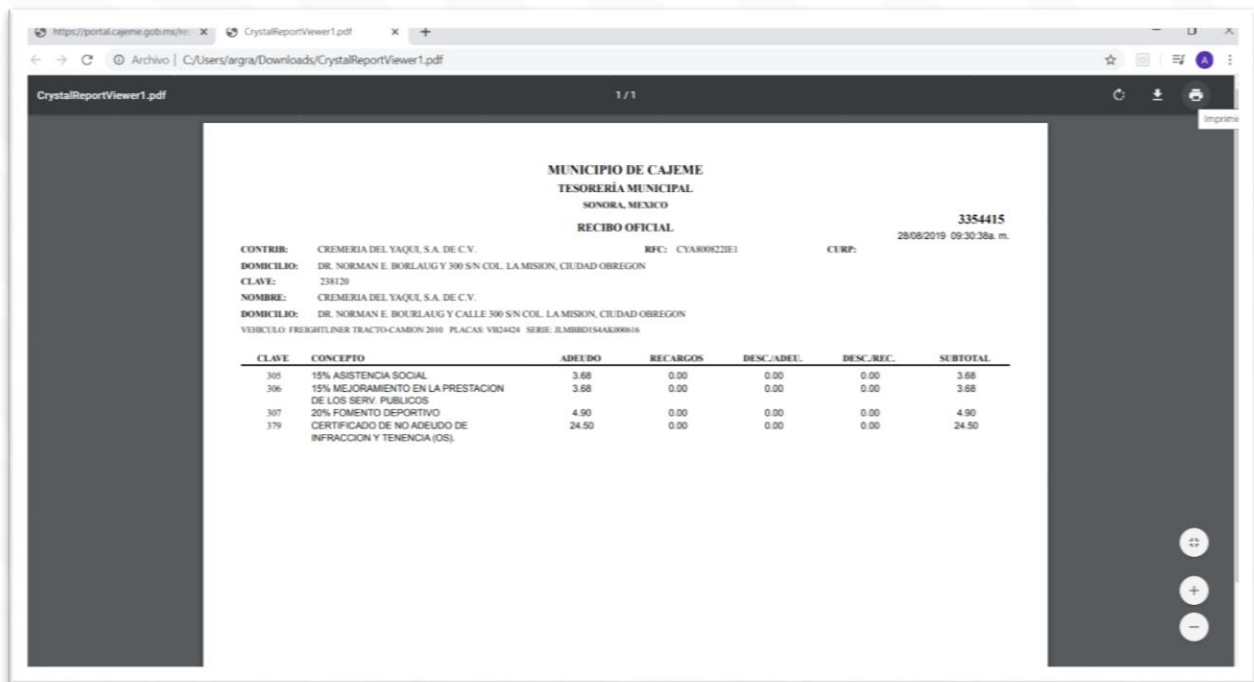 https://portal.cajeme.gob.mx/rec X CrystalReportViewer1.pdf X +
Archivo | C:/Users/argra/Downloads/CrystalReportViewer1.pdf A
CrystalReportViewer1.pdf 1 / 1
Imprimi
MUNICIPIO DE CAJEME
TESORERÍA MUNICIPAL
SONORA, MEXICO
RECIBO OFICIAL
3354415
28/08/2019 09:30:38a. m.
CONTRIB: CREMERIA DEL YAQUI, S.A. DE C.V. RFC: CYA800822IE1 CURP:
DOMICILIO: DR. NORMAN E. BORLAUG Y 300 S/N COL. LA MISION, CIUDAD OBREGON
CLAVE: 238120
NOMBRE: CREMERIA DEL YAQUI, S.A. DE C.V.
DOMICILIO: DR. NORMAN E. BOURLAUG Y CALLE 300 S/N COL. LA MISION, CIUDAD OBREGON
VEHICULO: FREIGHTLINER TRACTO-CAMION 2010 PLACAS: VB24424 SERIE:
CLAVE CONCEPTO ADEUDO RECARGOS DESC./ADEU. DESC./REC. SUBTOTAL
305 15% ASISTENCIA SOCIAL 3.68 0.00 0.00 0.00 3.68
306 15% MEJORAMIENTO EN LA PRESTACION 3.68 0.00 0.00 0.00 3.68
DE LOS SERV. PUBLICOS
307 20% FOMENTO DEPORTIVO 4.90 0.00 0.00 0.00 4.90
379 CERTIFICADO DE NO ADEUDO DE 24.50 0.00 0.00 0.00 24.50
INFRACCION Y TENENCIA (OS).